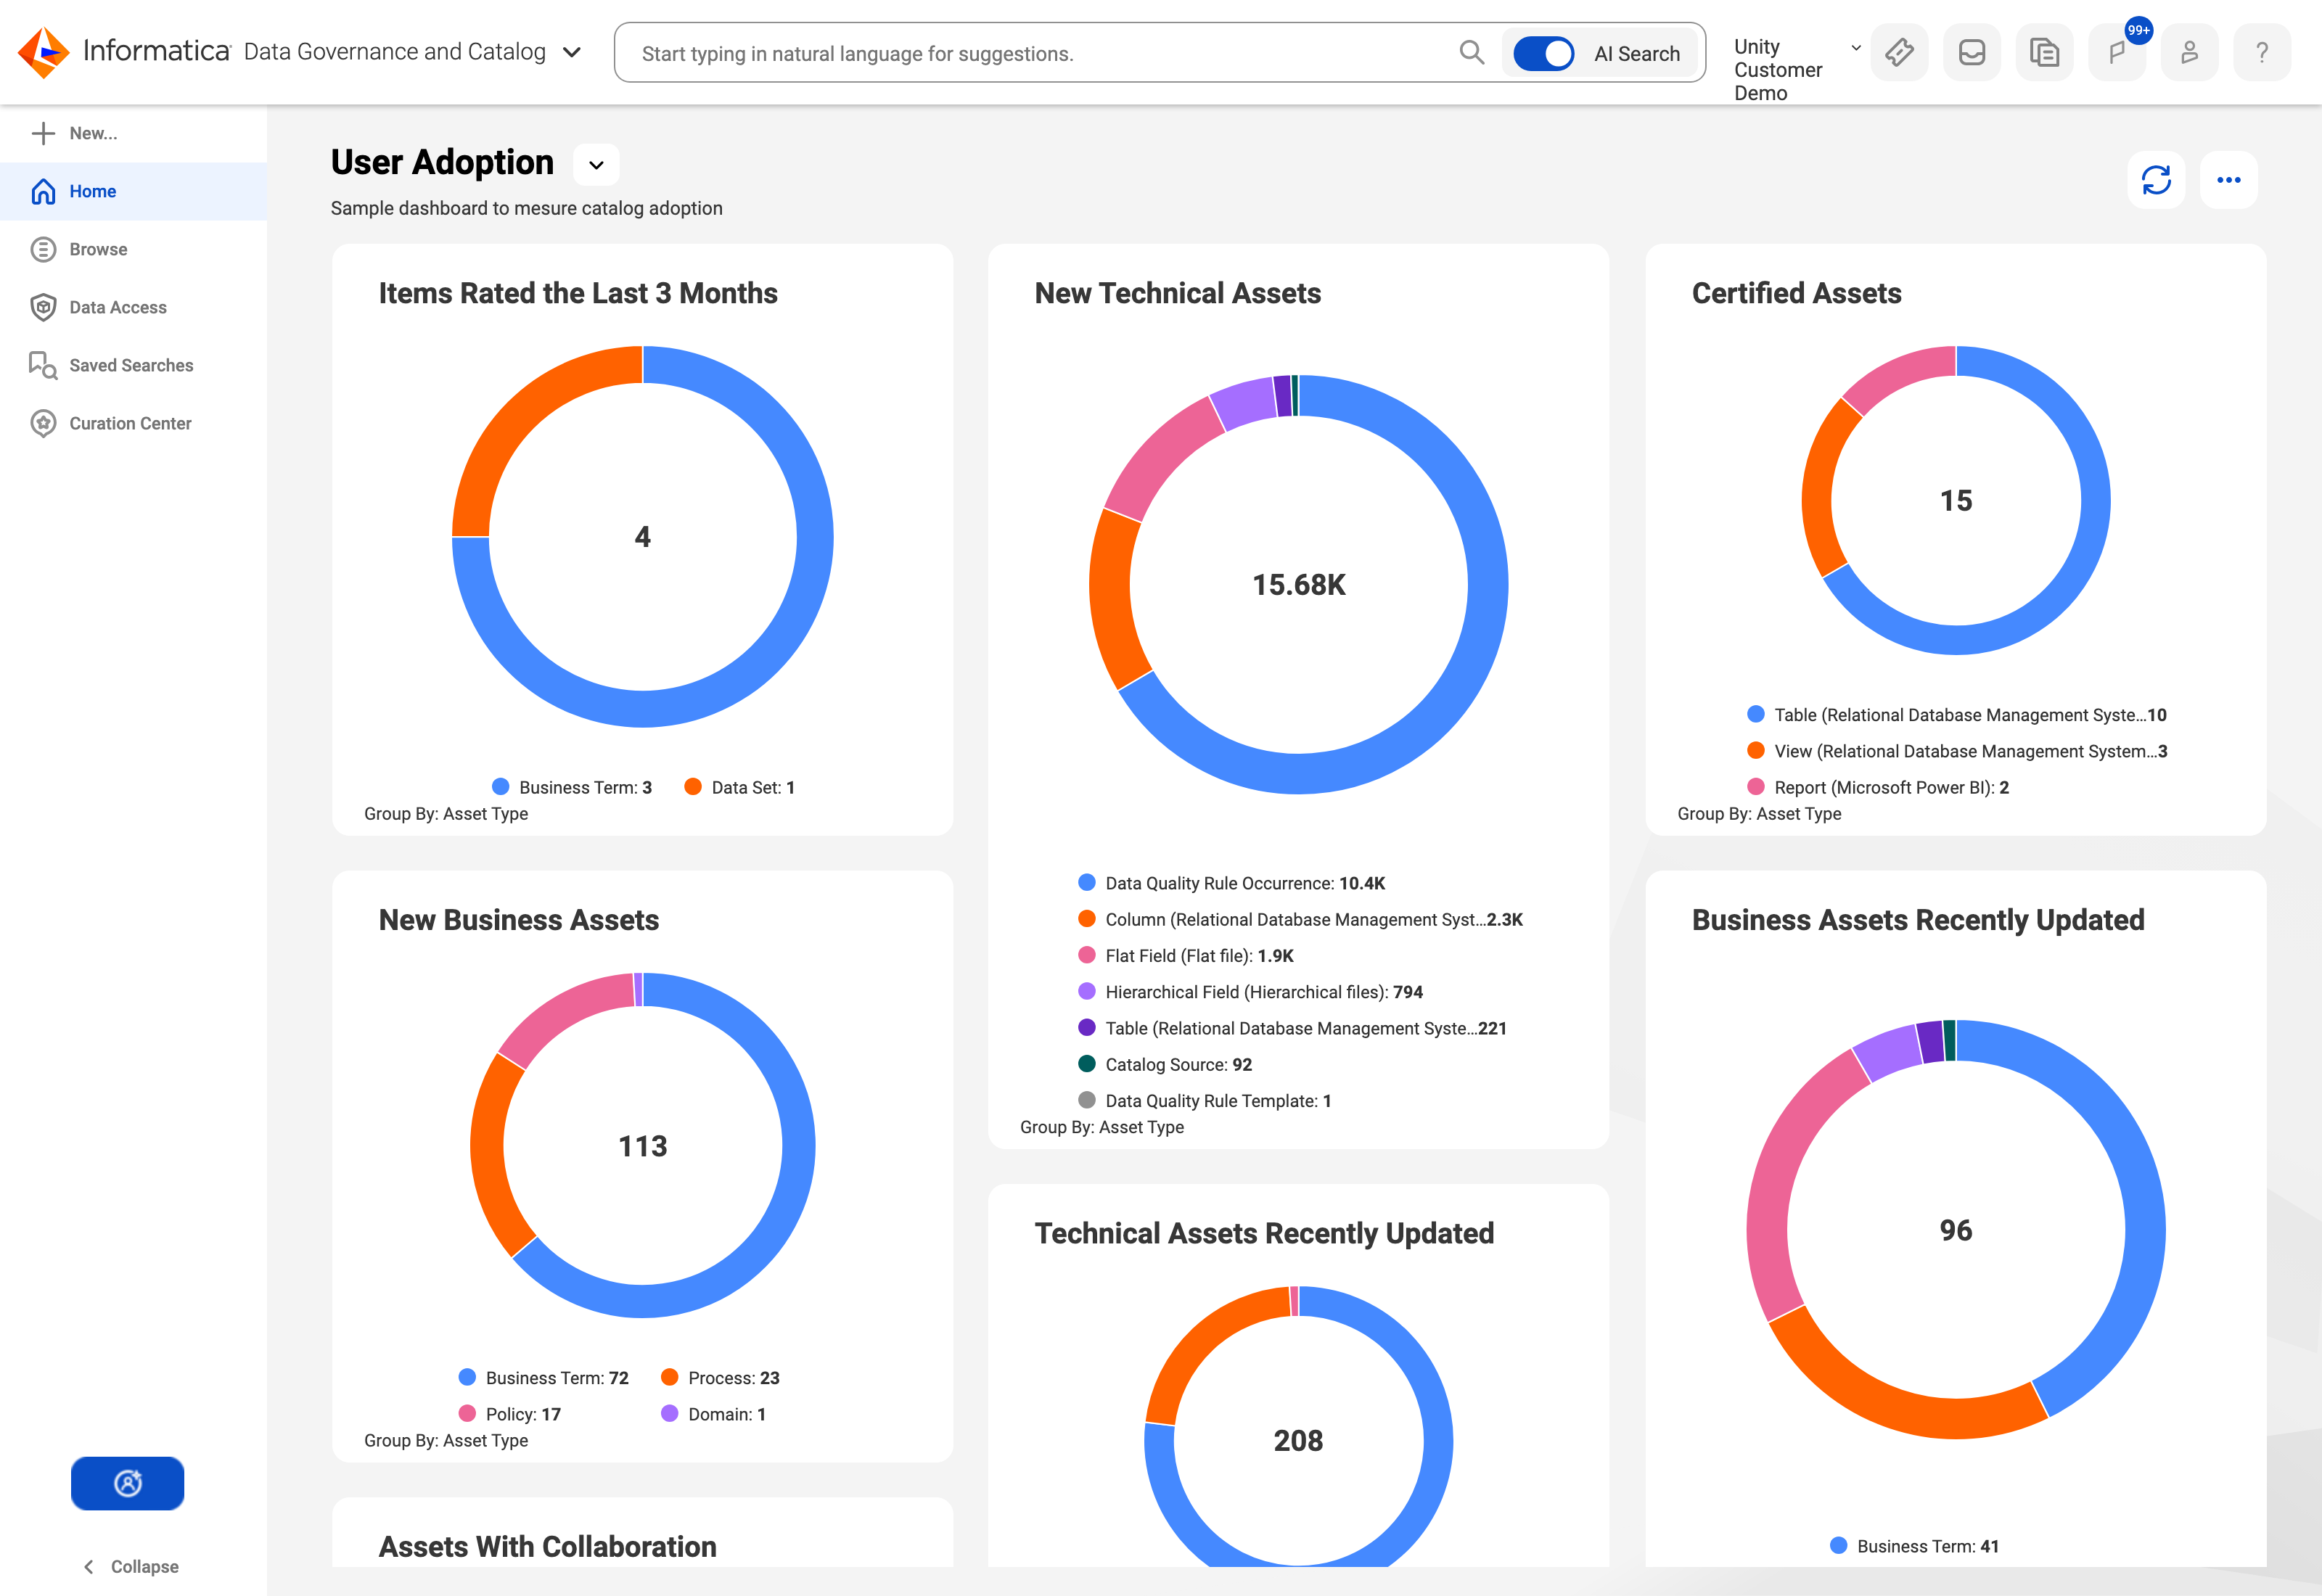 Informatica Data Governance and Catalog
Start typing in natural language for suggestions.
AI Search
Unity
Customer
Demo
99+
?
New...
Home
Browse
Data Access
Saved Searches
Curation Center
Collapse
User Adoption
Sample dashboard to mesure catalog adoption
Items Rated the Last 3 Months
4
Business Term: 3
Data Set: 1
Group By: Asset Type
New Technical Assets
15.68K
Data Quality Rule Occurrence: 10.4K
Column (Relational Database Management Syst...2.3K
Flat Field (Flat file): 1.9K
Hierarchical Field (Hierarchical files): 794
Table (Relational Database Management Syste...221
Catalog Source: 92
Data Quality Rule Template: 1
Group By: Asset Type
Certified Assets
15
Table (Relational Database Management Syste...10
View (Relational Database Management System...3
Report (Microsoft Power BI): 2
Group By: Asset Type
New Business Assets
113
Business Term: 72
Process: 23
Policy: 17
Domain: 1
Group By: Asset Type
Technical Assets Recently Updated
208
Business Assets Recently Updated
96
Business Term: 41
Assets With Collaboration